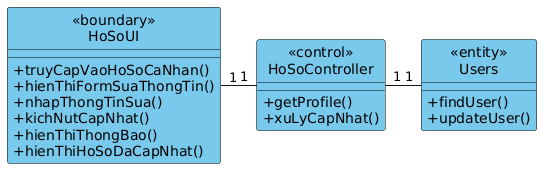 «boundary»
HoSoUI
+truyCapVaoHoSoCaNhan()
+hienThiFormSuaThongTin()
+nhapThongTinSua()
+kichNutCapNhat()
+hienThiThongBao()
+hienThiHoSoDaCapNhat()
1 1
«control»
HoSoController
+getProfile()
+xuLyCapNhat()
1 1
«entity»
Users
+findUser()
+updateUser()